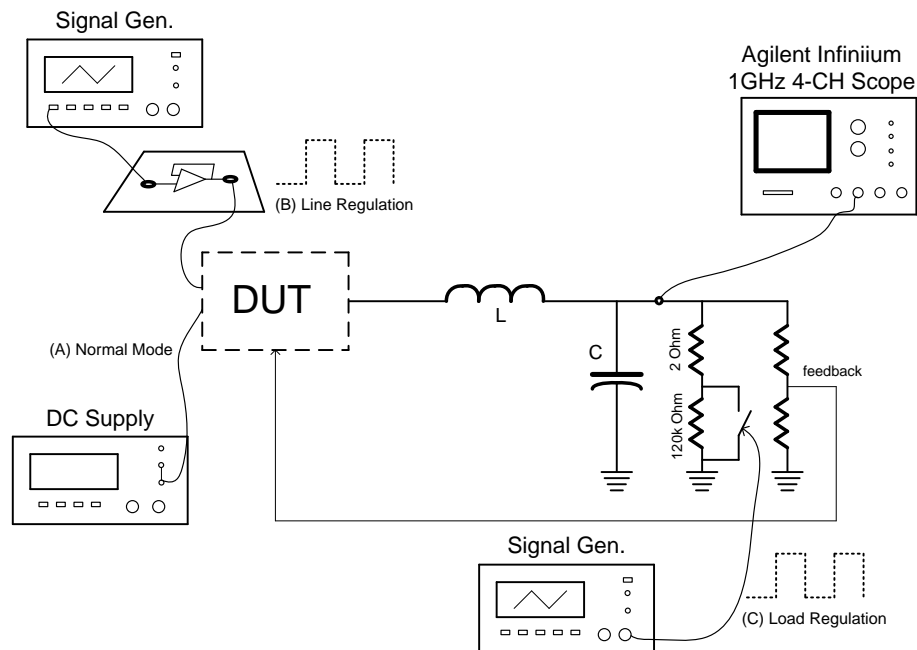 Signal Gen.
Agilent Infiniium
1GHz 4-CH Scope
(B) Line Regulation
DUT
L
(A) Normal Mode
C
2 Ohm
feedback
120k Ohm
DC Supply
Signal Gen.
(C) Load Regulation